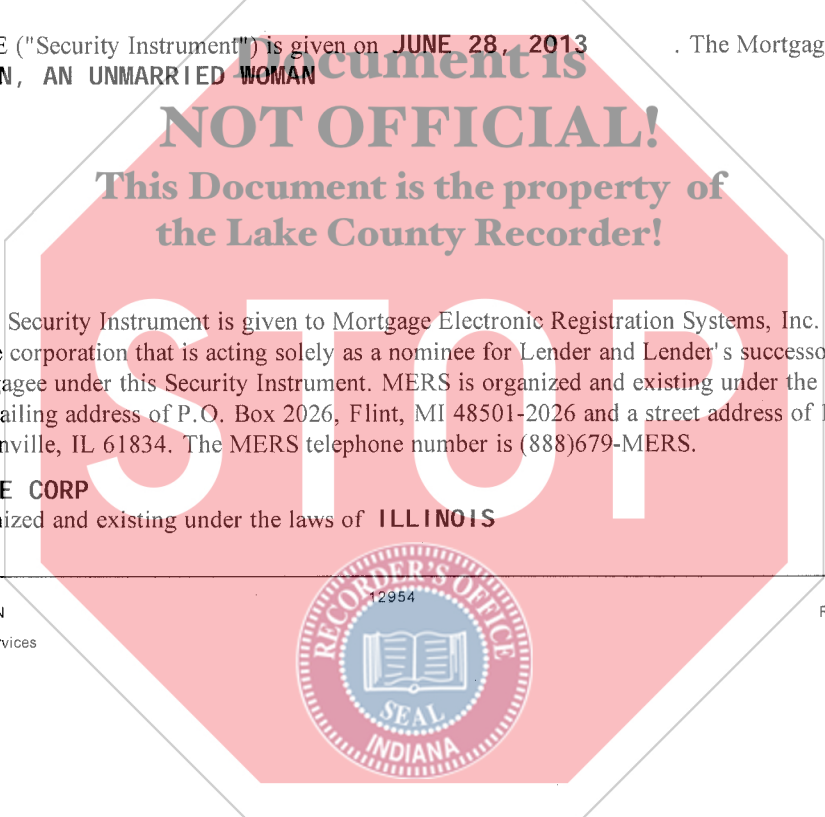 E ("Security Instrument") is given on JUNE 28, 2013 . The Mortgag
N, AN UNMARRIED WOMAN
Document is
NOT OFFICIAL!
This Document is the property of
the Lake County Recorder!
STOP
Security Instrument is given to Mortgage Electronic Registration Systems, Inc.
corporation that is acting solely as a nominee for Lender and Lender's successo
agee under this Security Instrument. MERS is organized and existing under the
ailing address of P.O. Box 2026, Flint, MI 48501-2026 and a street address of
nville, IL 61834. The MERS telephone number is (888)679-MERS.
E CORP
ized and existing under the laws of ILLINOIS
12954
vices
RECORDER'S OFFICE
SEAL
INDIANA